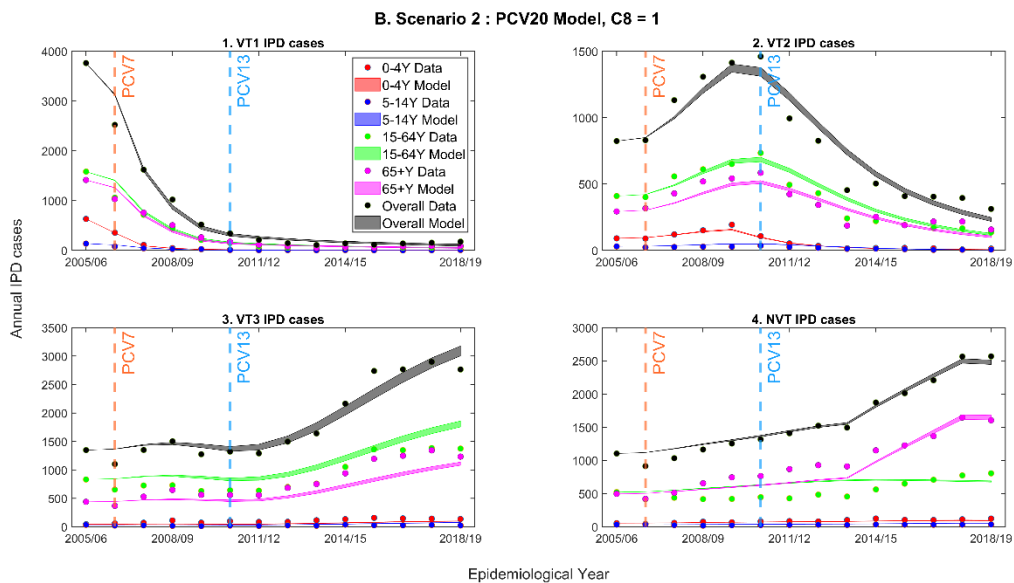 B. Scenario 2 : PCV20 Model, C8 = 1
1. VT1 IPD cases
4000
3000
2000
1000
0
PCV7
PCV13
0-4Y Data
0-4Y Model
5-14Y Data
5-14Y Model
15-64Y Data
15-64Y Model
65+Y Data
65+Y Model
Overall Data
Overall Model
2005/06
2008/09
2011/12
2014/15
2018/19
2. VT2 IPD cases
1500
1000
500
0
PCV7
PCV13
2005/06
2008/09
2011/12
2014/15
2018/19
Annual IPD cases
3. VT3 IPD cases
3500
3000
2500
2000
1500
1000
500
0
PCV7
PCV13
2005/06
2008/09
2011/12
2014/15
2018/19
4. NVT IPD cases
3000
2500
2000
1500
1000
500
0
PCV7
PCV13
2005/06
2008/09
2011/12
2014/15
2018/19
Epidemiological Year